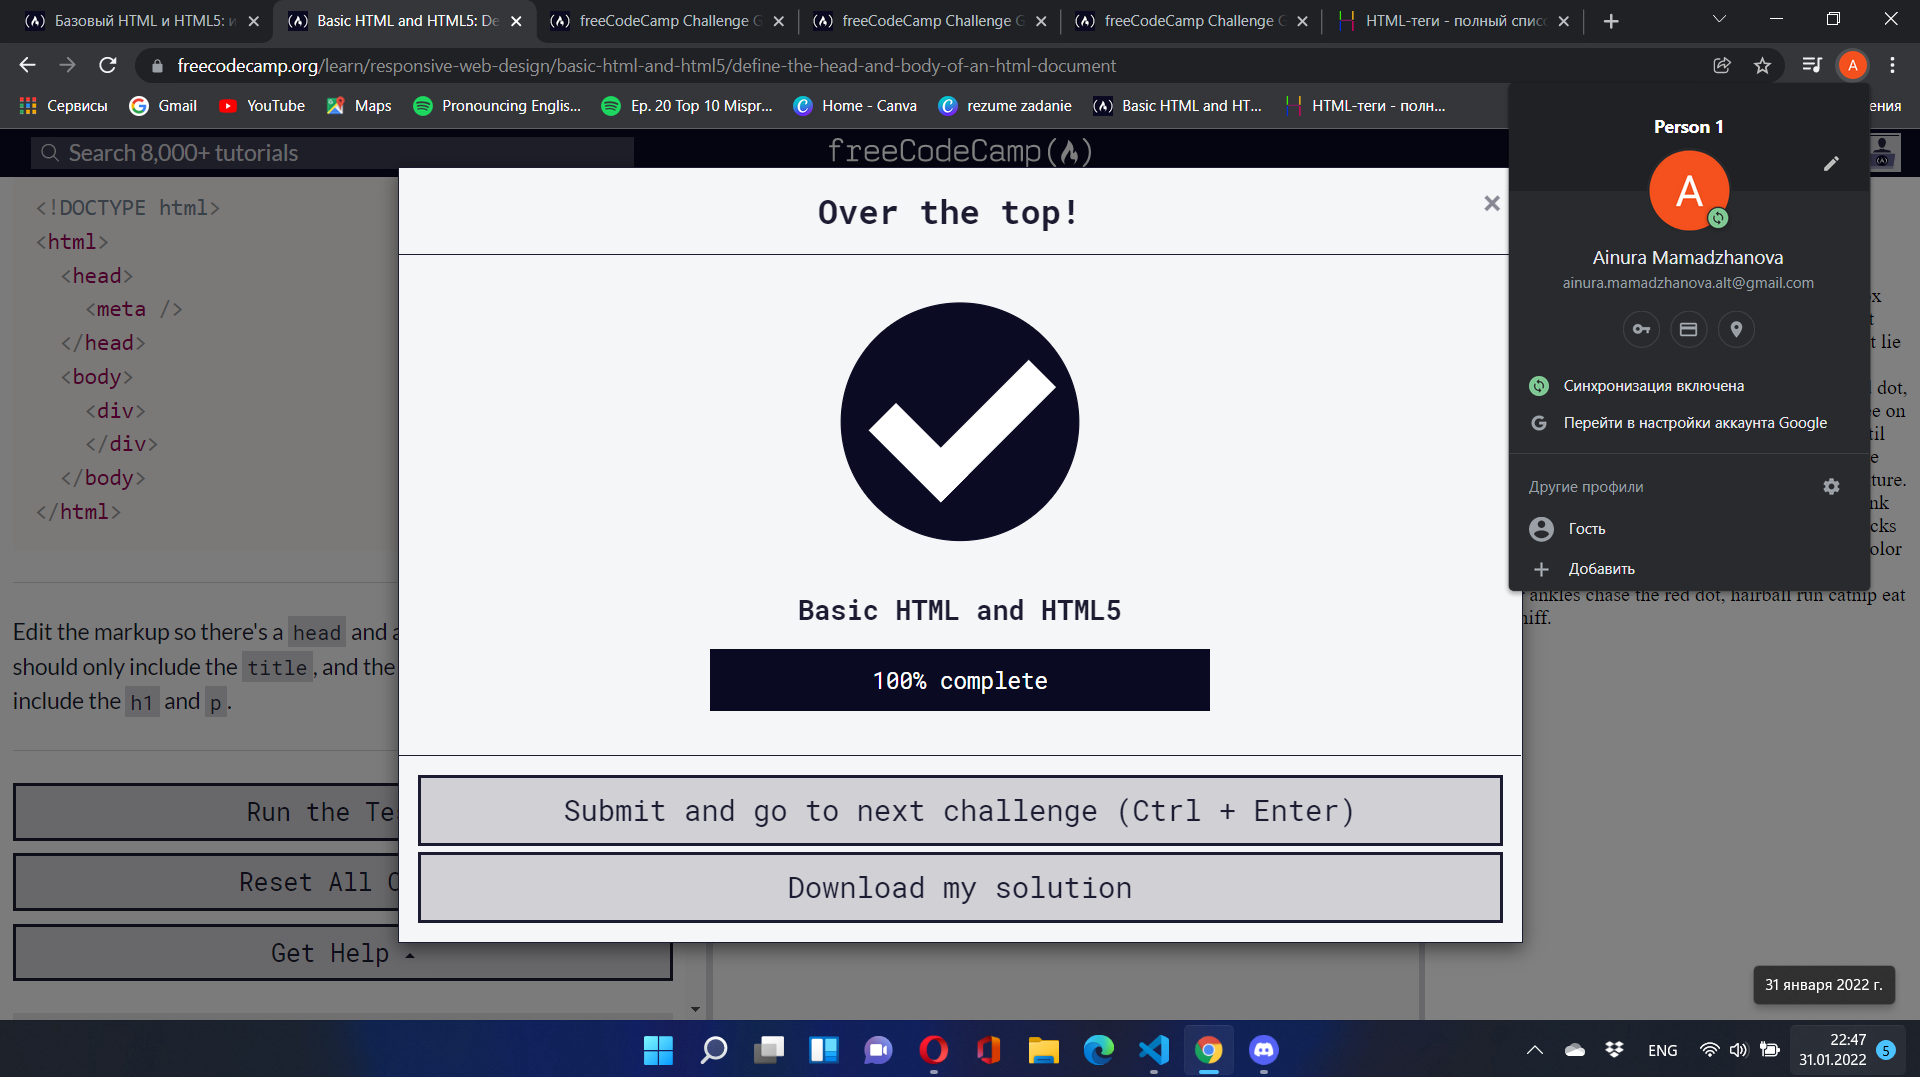 Базовый HTML и HTML5: и
Basic HTML and HTML5: De
freeCodeCamp Challenge G
freeCodeCamp Challenge G
freeCodeCamp Challenge G
HTML-теги - полный списо
freecodecamp.org/learn/responsive-web-design/basic-html-and-html5/define-the-head-and-body-of-an-html-document
A
Сервисы
Gmail
YouTube
Maps
Pronouncing Englis...
Ep. 20 Top 10 Mispr...
Home - Canva
rezume zadanie
Basic HTML and HT...
HTML-теги - полн...
ения
Search 8,000+ tutorials
freeCodeCamp(🔥)
<!DOCTYPE html>
<html>
<head>
<meta />
</head>
<body>
<div>
</div>
</body>
</html>
Edit the markup so there's a head and a
should only include the title, and the
include the h1 and p.
Run the Te
Reset All C
Get Help
Over the top!
×
Basic HTML and HTML5
100% complete
Submit and go to next challenge (Ctrl + Enter)
Download my solution
Person 1
A
Ainura Mamadzhanova
ainura.mamadzhanova.alt@gmail.com
Синхронизация включена
G Перейти в настройки аккаунта Google
Другие профили
Гость
Добавить
x
t
t lie
dot,
e on
til
e
ture.
nk
cks
olor
ankles chase the red dot, hairball run catnip eat
niff.
31 января 2022 г.
ENG
22:47
31.01.2022
5